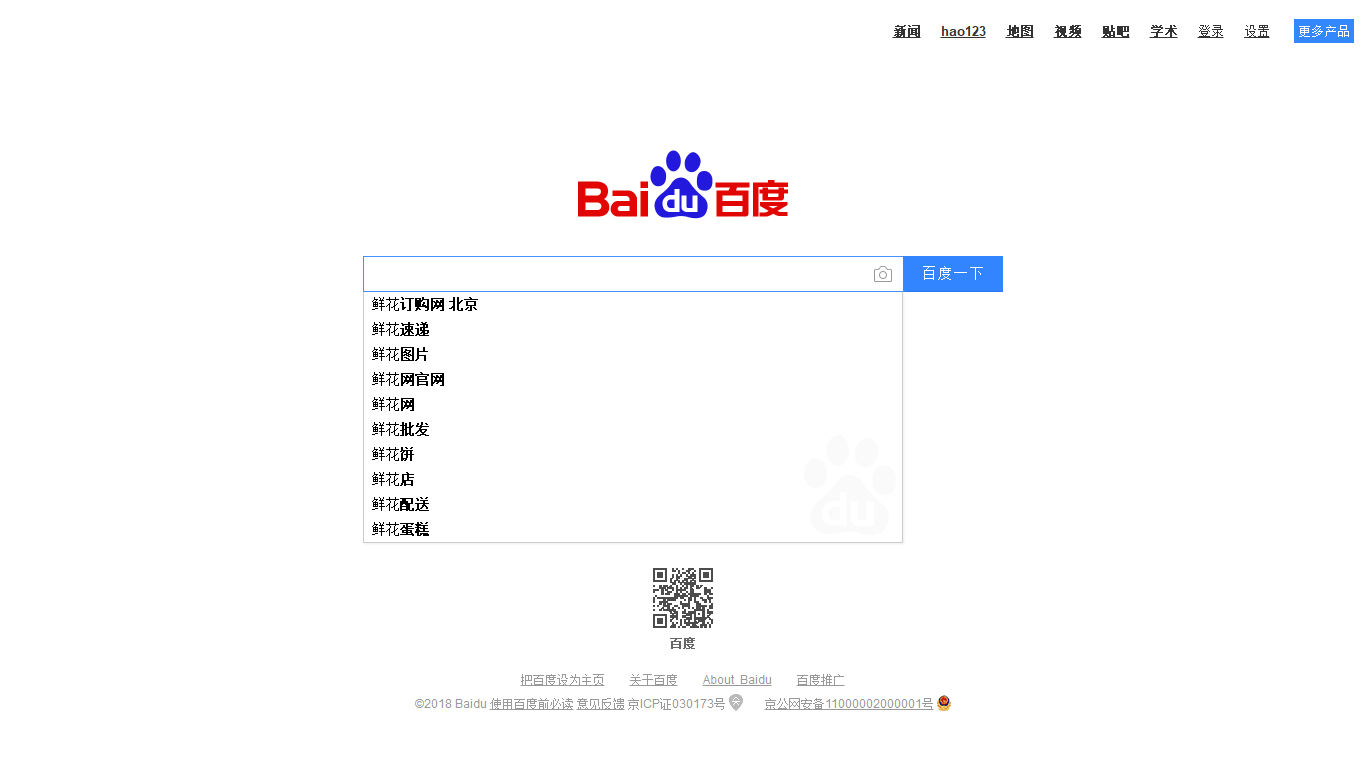 新闻 hao123 地图 视频 贴吧 学术 登录 设置 更多产品
Bai du 百度
百度一下
鲜花订购网 北京
鲜花速递
鲜花图片
鲜花网官网
鲜花网
鲜花批发
鲜花饼
鲜花店
鲜花配送
鲜花蛋糕
du
百度
把百度设为主页 关于百度 About Baidu 百度推广
©2018 Baidu 使用百度前必读 意见反馈 京ICP证030173号 京公网安备11000002000001号